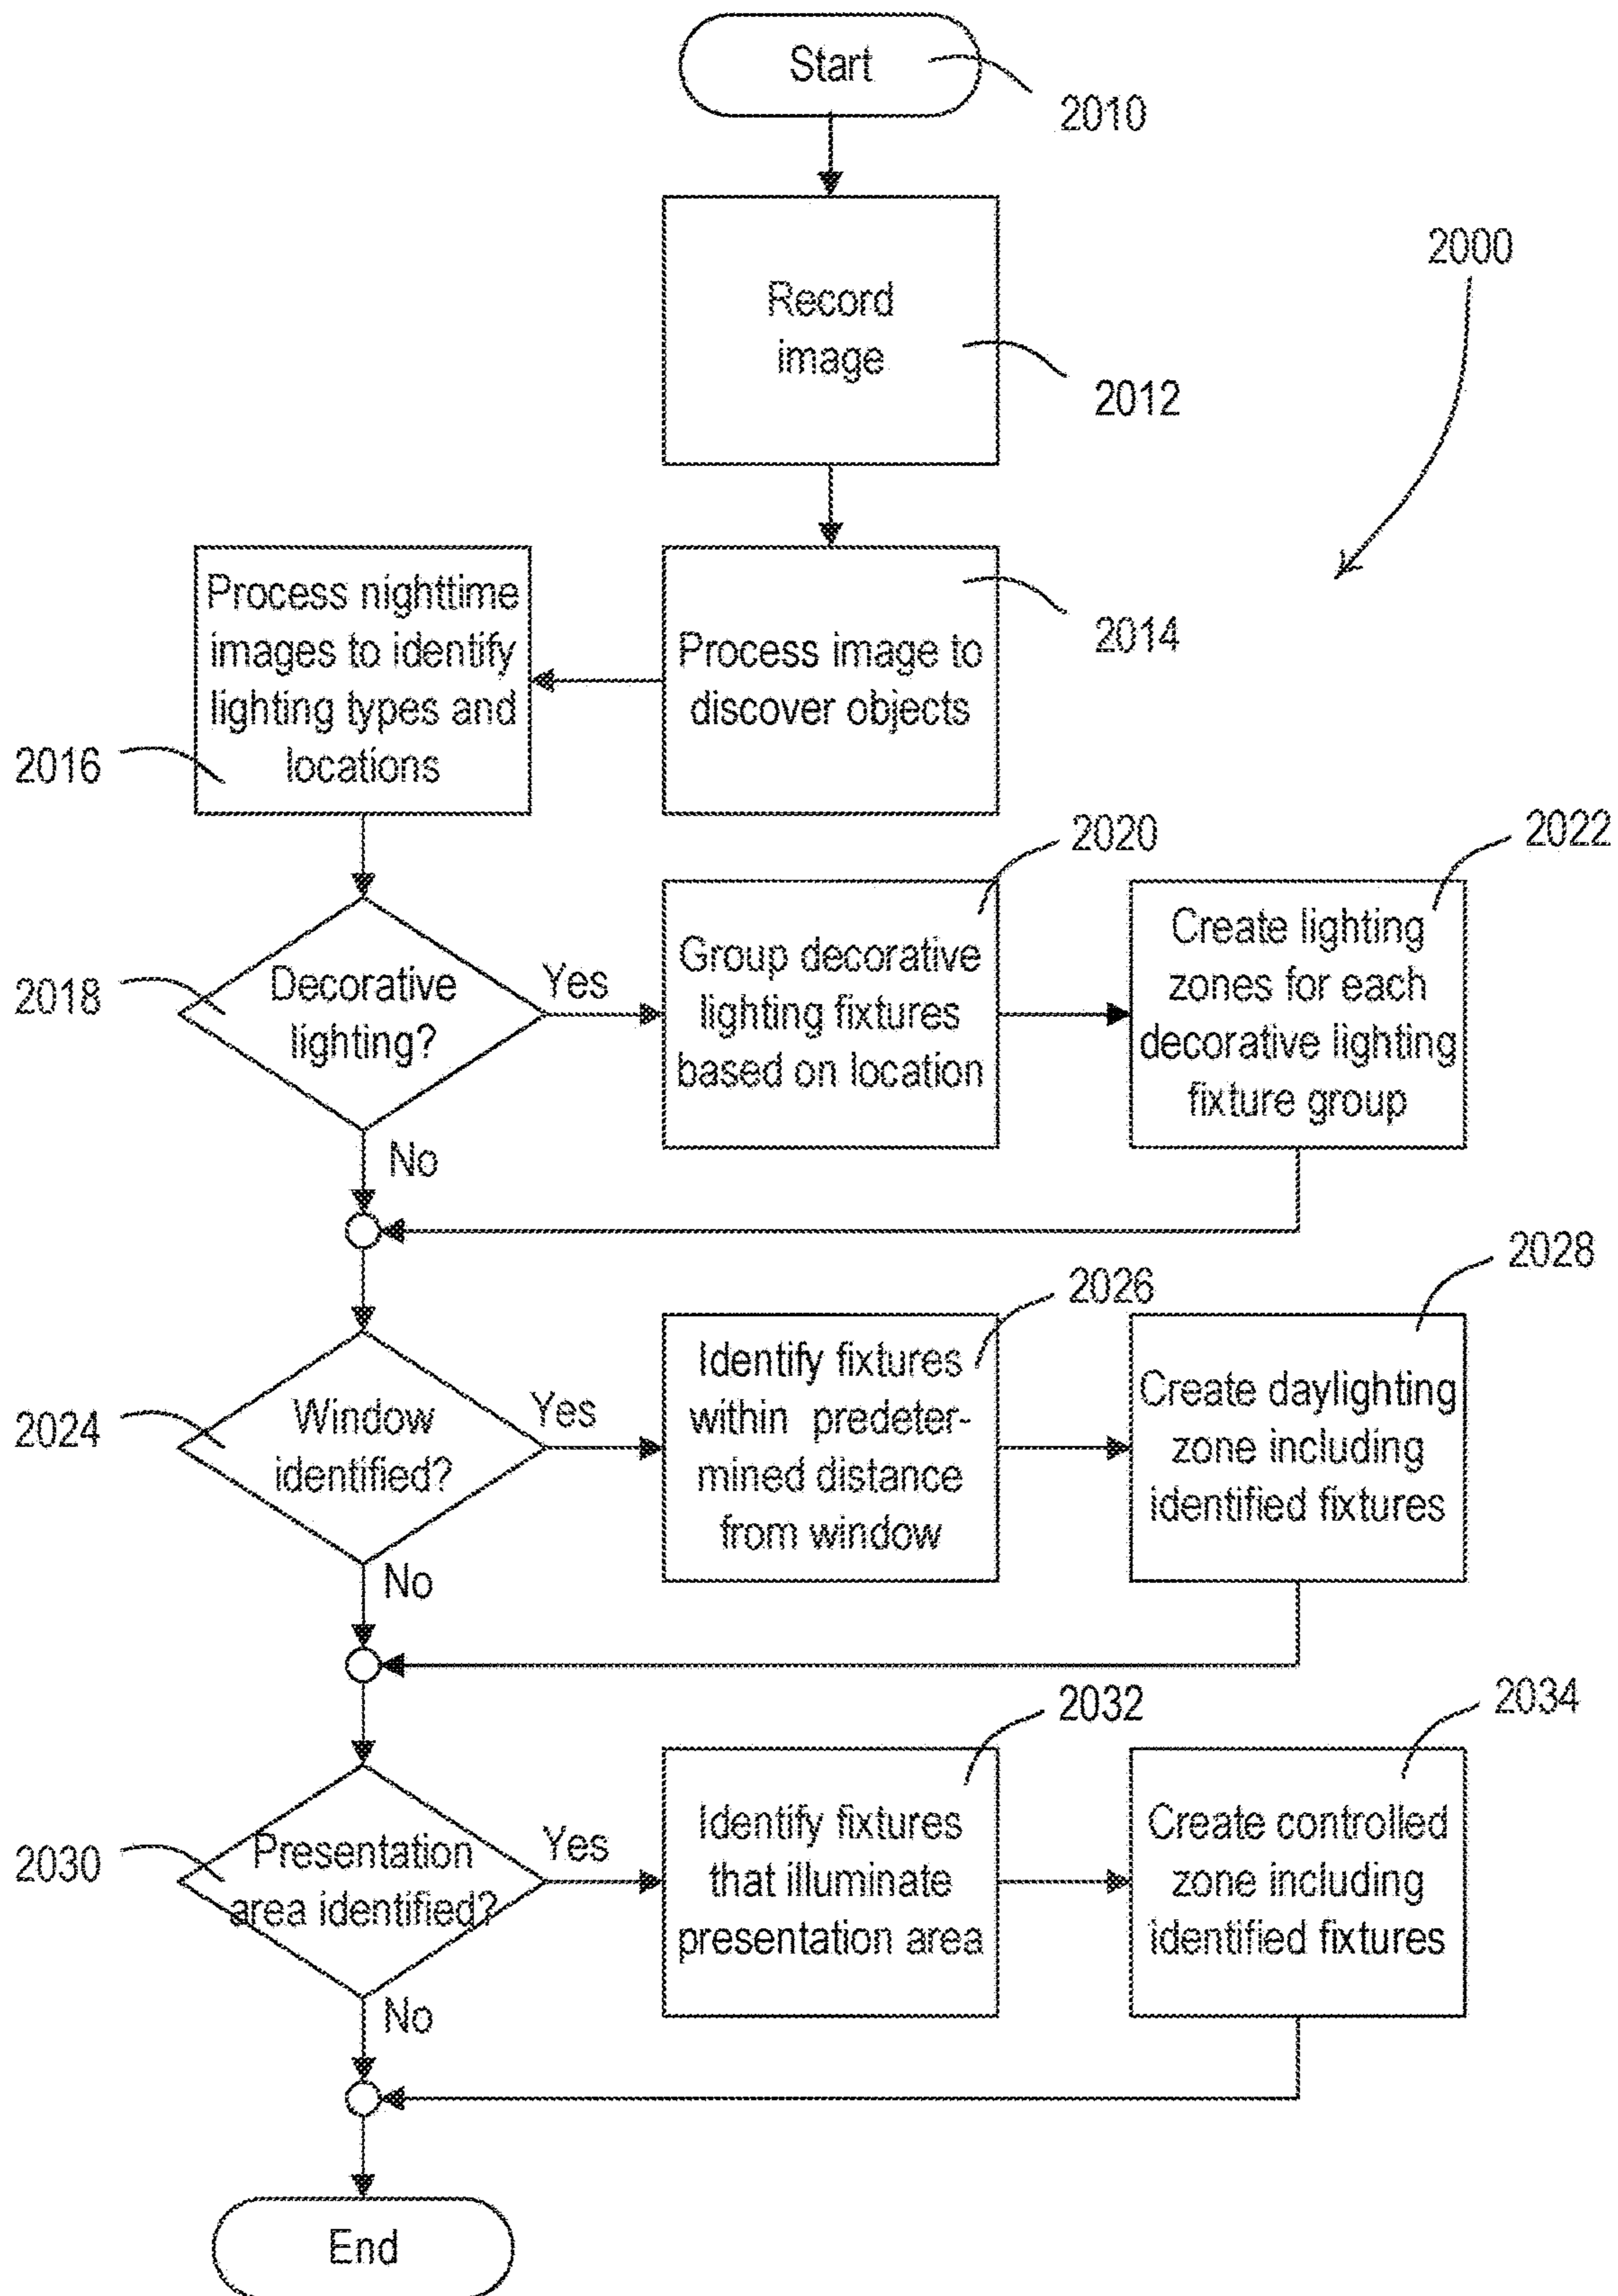 Start
2010
Record
image
2012
2000
Process image to
discover objects
2014
Process nighttime
images to identify
lighting types and
locations
2016
Decorative
lighting?
2018
Yes
No
Group decorative
lighting fixtures
based on location
2020
Create lighting
zones for each
decorative lighting
fixture group
2022
Window
identified?
2024
Yes
No
Identify fixtures
within predeter-
mined distance
from window
2026
Create daylighting
zone including
identified fixtures
2028
Presentation
area identified?
2030
Yes
No
Identify fixtures
that illuminate
presentation area
2032
Create controlled
zone including
identified fixtures
2034
End